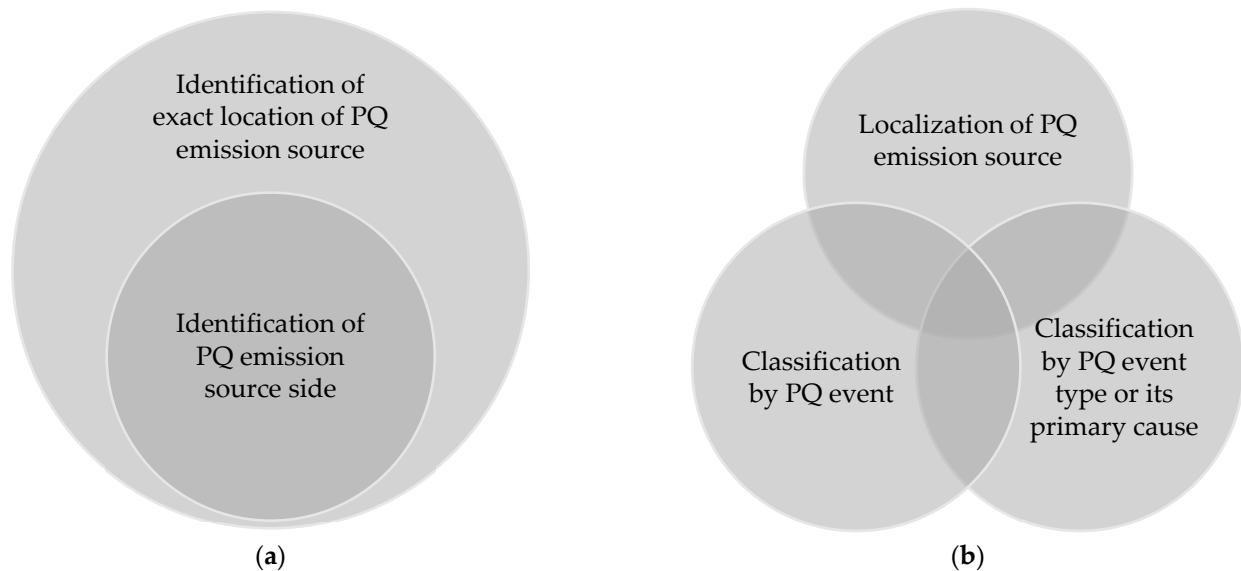 Identification of
exact location of PQ
emission source
Identification of
PQ emission
source side
(a)
Localization of PQ
emission source
Classification
by PQ event
Classification
by PQ event
type or its
primary cause
(b)